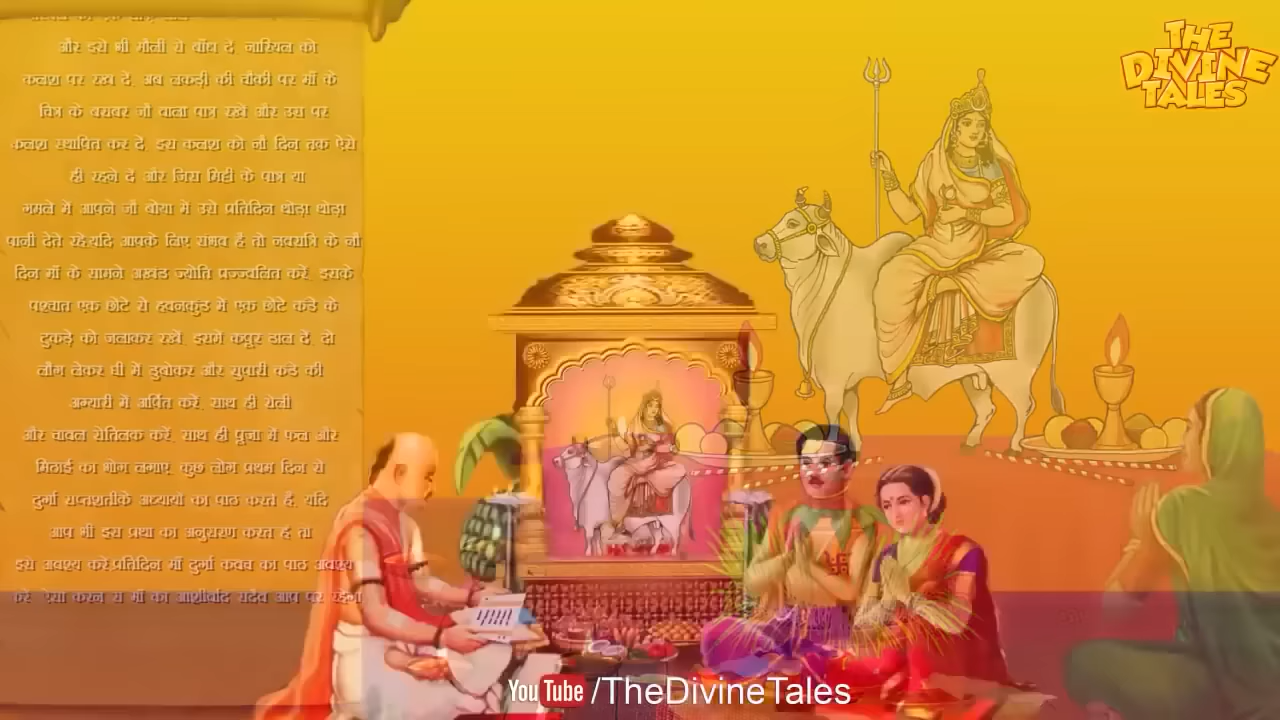 और इसे भी मौली से बाँध दें. नारियल को
कलश पर रख दें. अब लकड़ी की चौकी पर माँ के
चित्र के बराबर जौ वाला पात्र रखें और उस पर
कलश स्थापित कर दें. इस कलश को नौ दिन तक ऐसे
ही रहने दें और जिस मिट्टी के पात्र या
गमले में आपने जौ बोया में उसे प्रतिदिन थोड़ा थोड़ा
पानी देते रहें.यदि आपके लिए संभव है तो नवरात्रि के नौ
दिन माँ के सामने अखंड ज्योति प्रज्ज्वलित करें. इसके
पश्चात एक छोटे से हवनकुंड में एक छोटे कंडे के
टुकड़े को जलाकर रखें. इसमें कपूर डाल दें. दो
लौंग लेकर घी में डुबोकर और सुपारी कंडे की
अग्यारी में अर्पित करें. साथ ही रोली
और चावल सेतिलक करें. साथ ही पूजा में फल और
मिठाई का भोग लगाए. कुछ लोग प्रथम दिन से
दुर्गा सप्तशतीके अध्यायों का पाठ करते हैं. यदि
आप भी इस प्रथा का अनुसरण करते हैं तो
इसे अवश्य करें.प्रतिदिन माँ दुर्गा कवच का पाठ अवश्य
करें. ऐसा करने से माँ का आशीर्वाद सदैव आप पर रहेगा
THE
DIVINE
TALES
You Tube /TheDivineTales